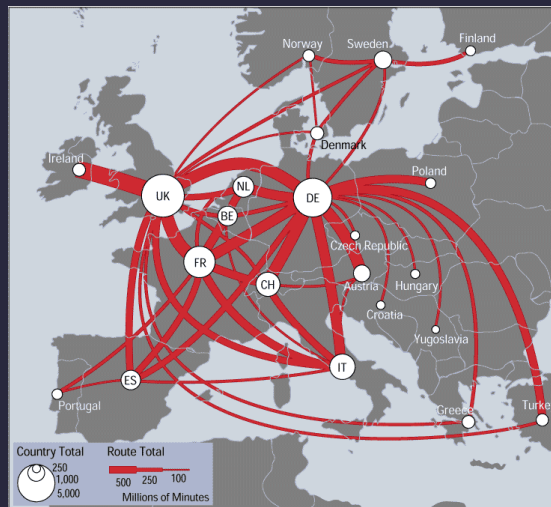 Norway
Sweden
Finland
Denmark
Ireland
UK
NL
DE
Poland
BE
Czech Republic
FR
CH
Austria
Hungary
Croatia
Yugoslavia
IT
ES
Portugal
Greece
Turke
Country Total
Route Total
250
1,000
5,000
500 250 100
Millions of Minutes